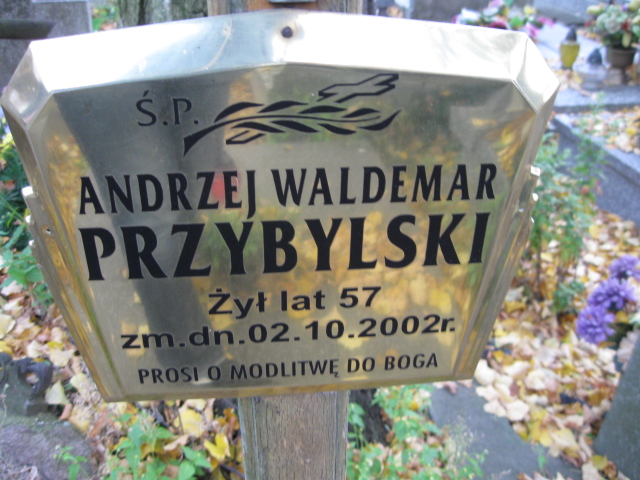 Ś.P.
ANDRZEJ WALDEMAR
PRZYBYLSKI
Żył lat 57
zm.dn.02.10.2002r.
PROSI O MODLITWĘ DO BOGA